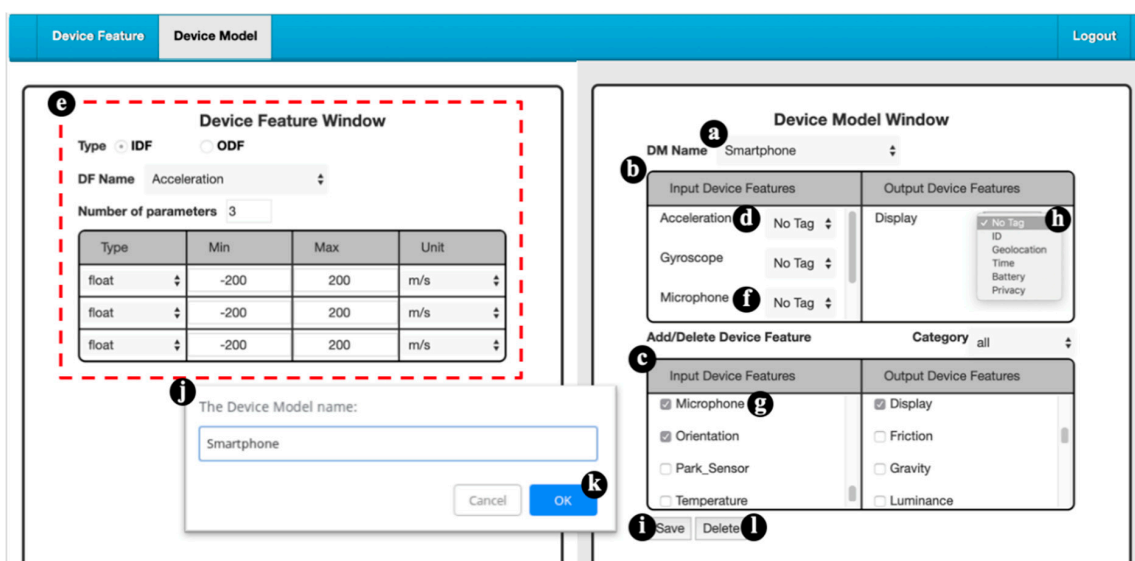 Device Feature Device Model Logout
e
Device Feature Window
Type IDF ODF
DF Name Acceleration
Number of parameters 3
Type Min Max Unit
float -200 200 m/s
float -200 200 m/s
float -200 200 m/s
j
The Device Model name:
Smartphone
Cancel OK k
Device Model Window
a
DM Name Smartphone
b
Input Device Features Output Device Features
Acceleration d No Tag Display ✓ No Tag h
ID
Geolocation
Time
Battery
Privacy
Gyroscope No Tag
Microphone f No Tag
Add/Delete Device Feature Category all
c
Input Device Features Output Device Features
Microphone g Display
Orientation Friction
Park_Sensor Gravity
Temperature Luminance
i Save Delete l